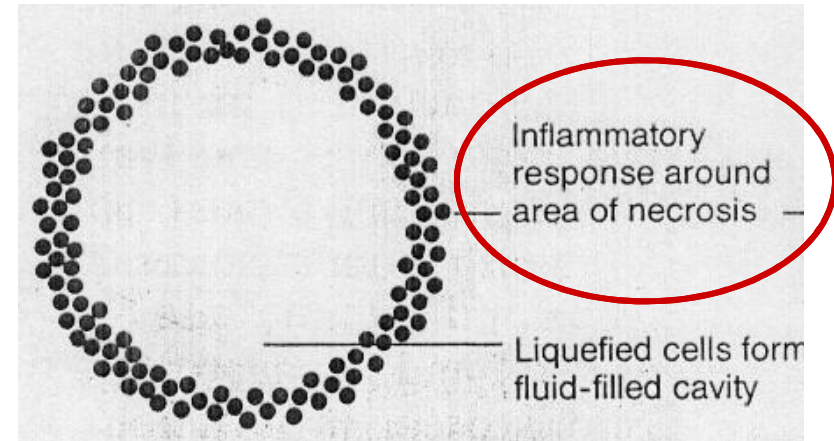 Inflammatory
response around
area of necrosis
Liquefied cells form
fluid-filled cavity